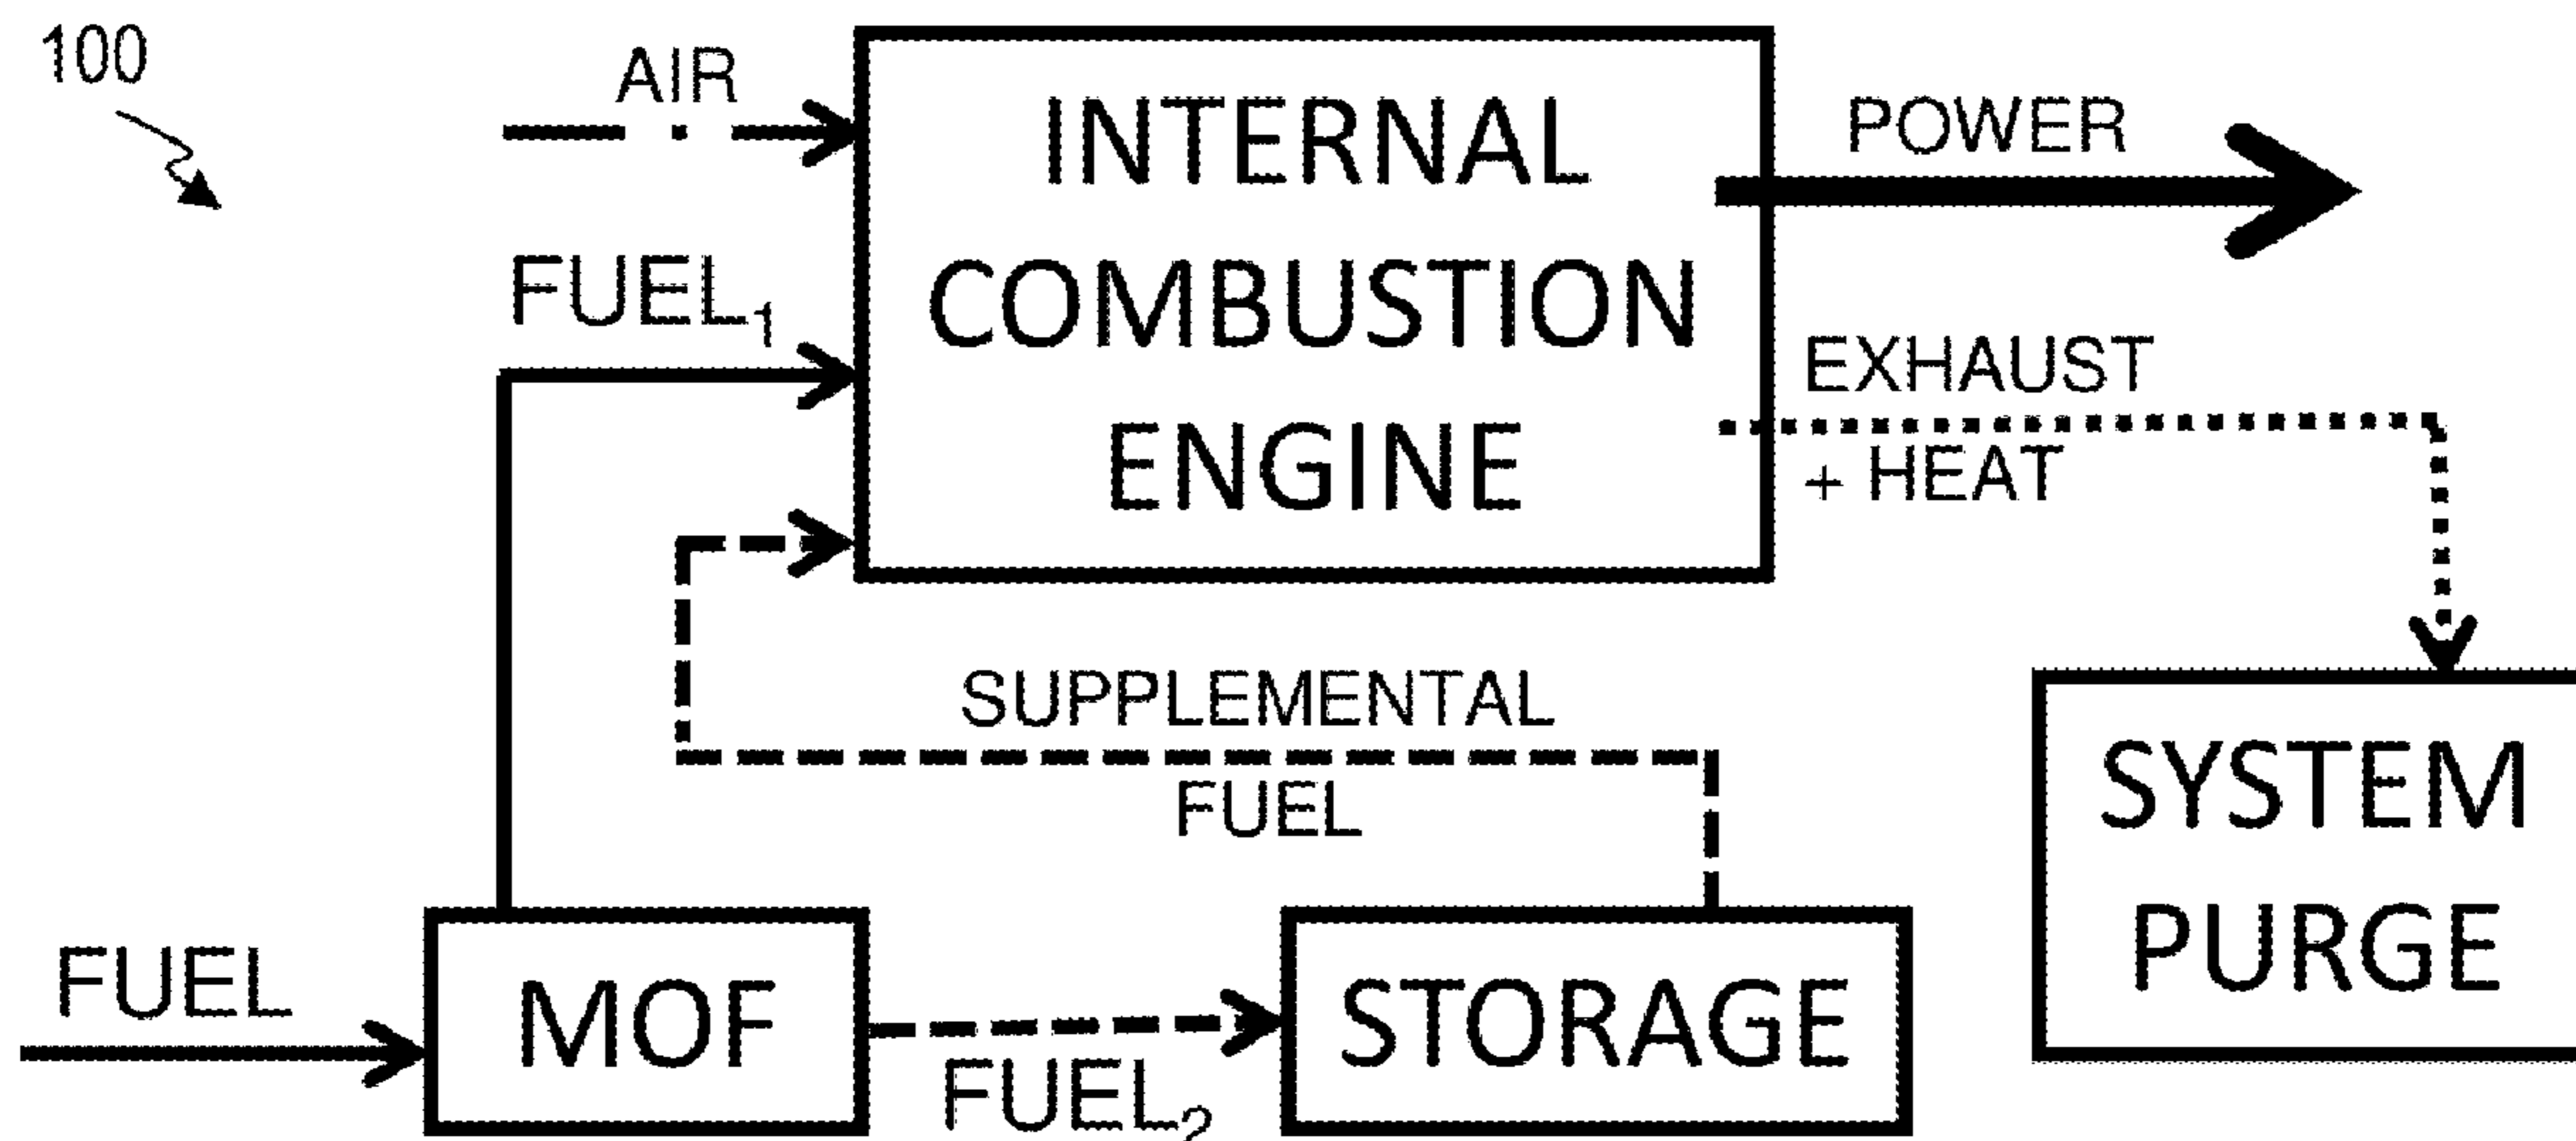 100
AIR
INTERNAL
COMBUSTION
ENGINE
POWER
FUEL₁
EXHAUST
+ HEAT
SUPPLEMENTAL
FUEL
SYSTEM
PURGE
FUEL
MOF
FUEL₂
STORAGE